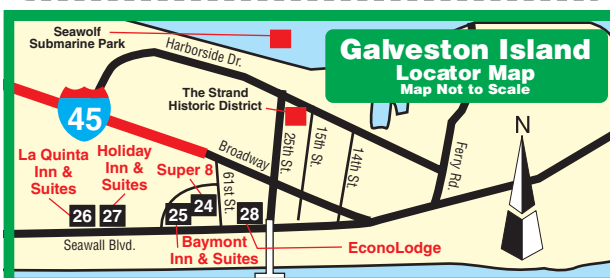 Seawolf
Submarine Park
Harborside Dr.
Galveston Island
Locator Map
Map Not to Scale
The Strand
Historic District
45
25th St.
15th St.
14th St.
Ferry Rd.
N
La Quinta
Inn &
Suites
Holiday
Inn &
Suites
Super 8
Broadway
61st St.
26
27
25
24
28
Seawall Blvd.
Baymont
Inn & Suites
EconoLodge